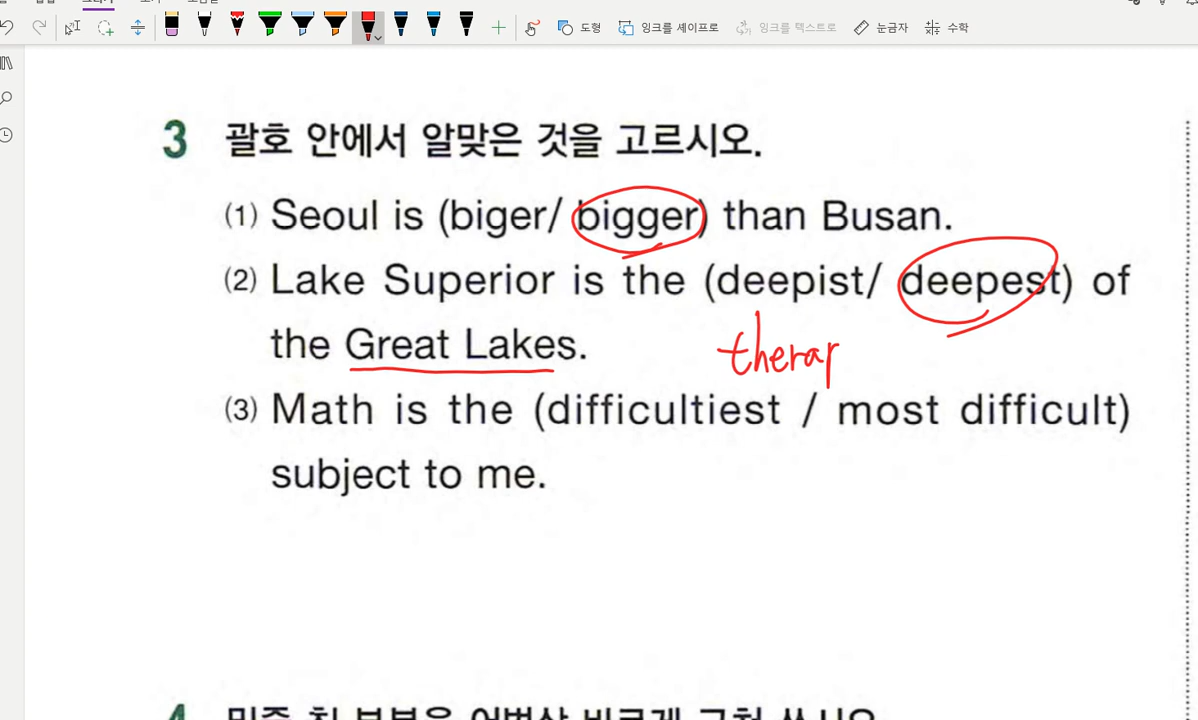 도형
잉크를 셰이프로
잉크를 텍스트로
눈금자
수학
3 괄호 안에서 알맞은 것을 고르시오.
(1) Seoul is (biger/ bigger) than Busan.
(2) Lake Superior is the (deepist/ deepest) of
the Great Lakes.
therap
(3) Math is the (difficultiest / most difficult)
subject to me.